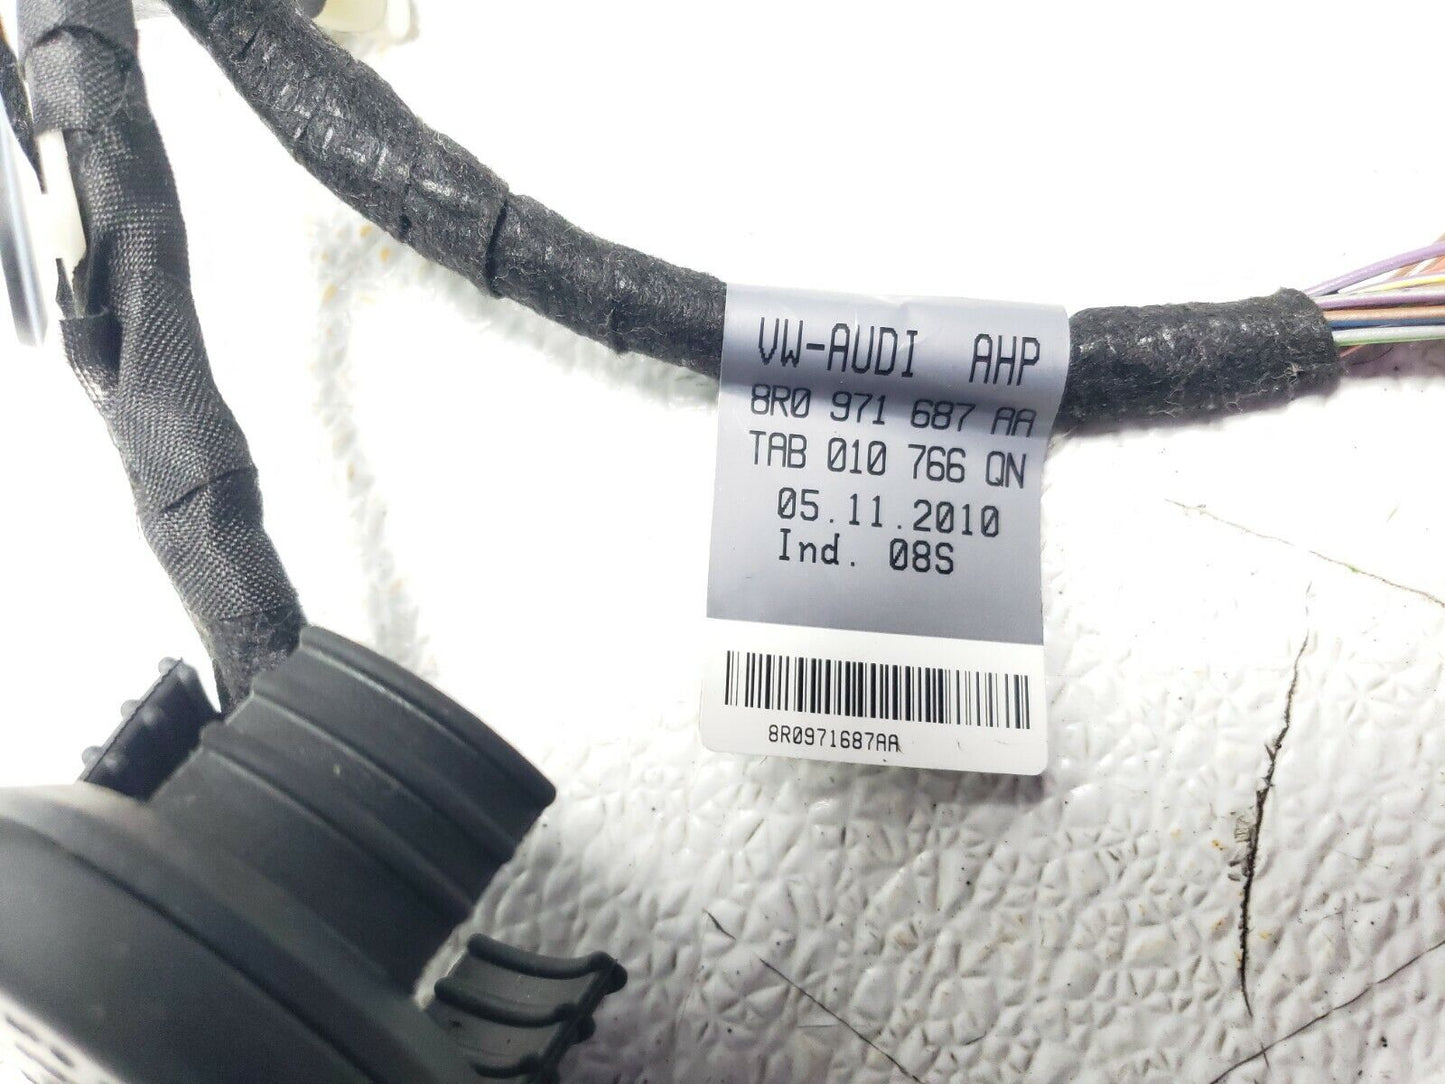 VW-AUDI AHP
8R0 971 687 AA
TAB 010 766 QN
05.11.2010
Ind. 08S
8R0971687AA